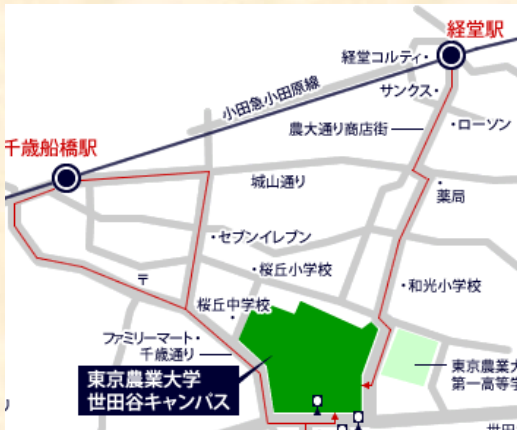 経堂駅
経堂コルティ・
サンクス・
小田急小田原線
農大通り商店街
・ローソン
千歳船橋駅
城山通り
・薬局
・セブンイレブン
・桜丘小学校
〒
・和光小学校
桜丘中学校
ファミリーマート・
千歳通り
東京農業大学
世田谷キャンパス
東京農業大
第一高等学
り
世田